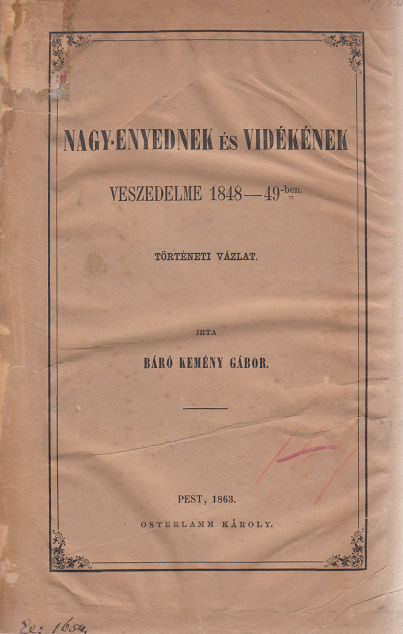 NAGY-ENYEDNEK ÉS VIDÉKÉNEK
VESZEDELME 1848—49-ben.
TÖRTÉNETI VÁZLAT.
IRTA
BÁRÓ KEMÉNY GÁBOR.
PEST, 1863.
OSTERLAMM KÁROLY.